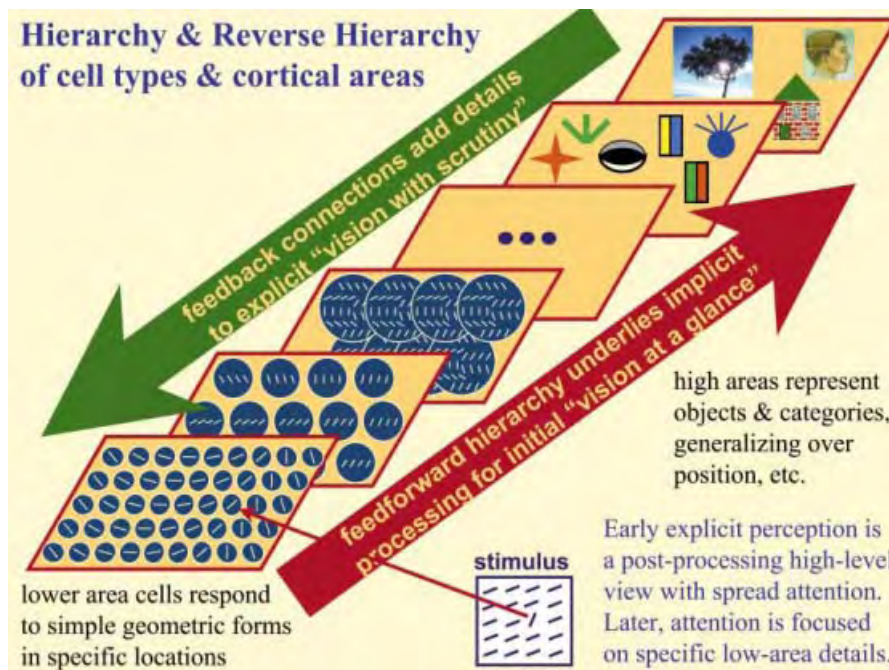 Hierarchy & Reverse Hierarchy
of cell types & cortical areas
feedback connections add details
to explicit "vision with scrutiny"
feedforward hierarchy underlies implicit
processing for initial "vision at a glance"
high areas represent
objects & categories,
generalizing over
position, etc.
stimulus
lower area cells respond
to simple geometric forms
in specific locations
Early explicit perception is
a post-processing high-level
view with spread attention.
Later, attention is focused
on specific low-area details